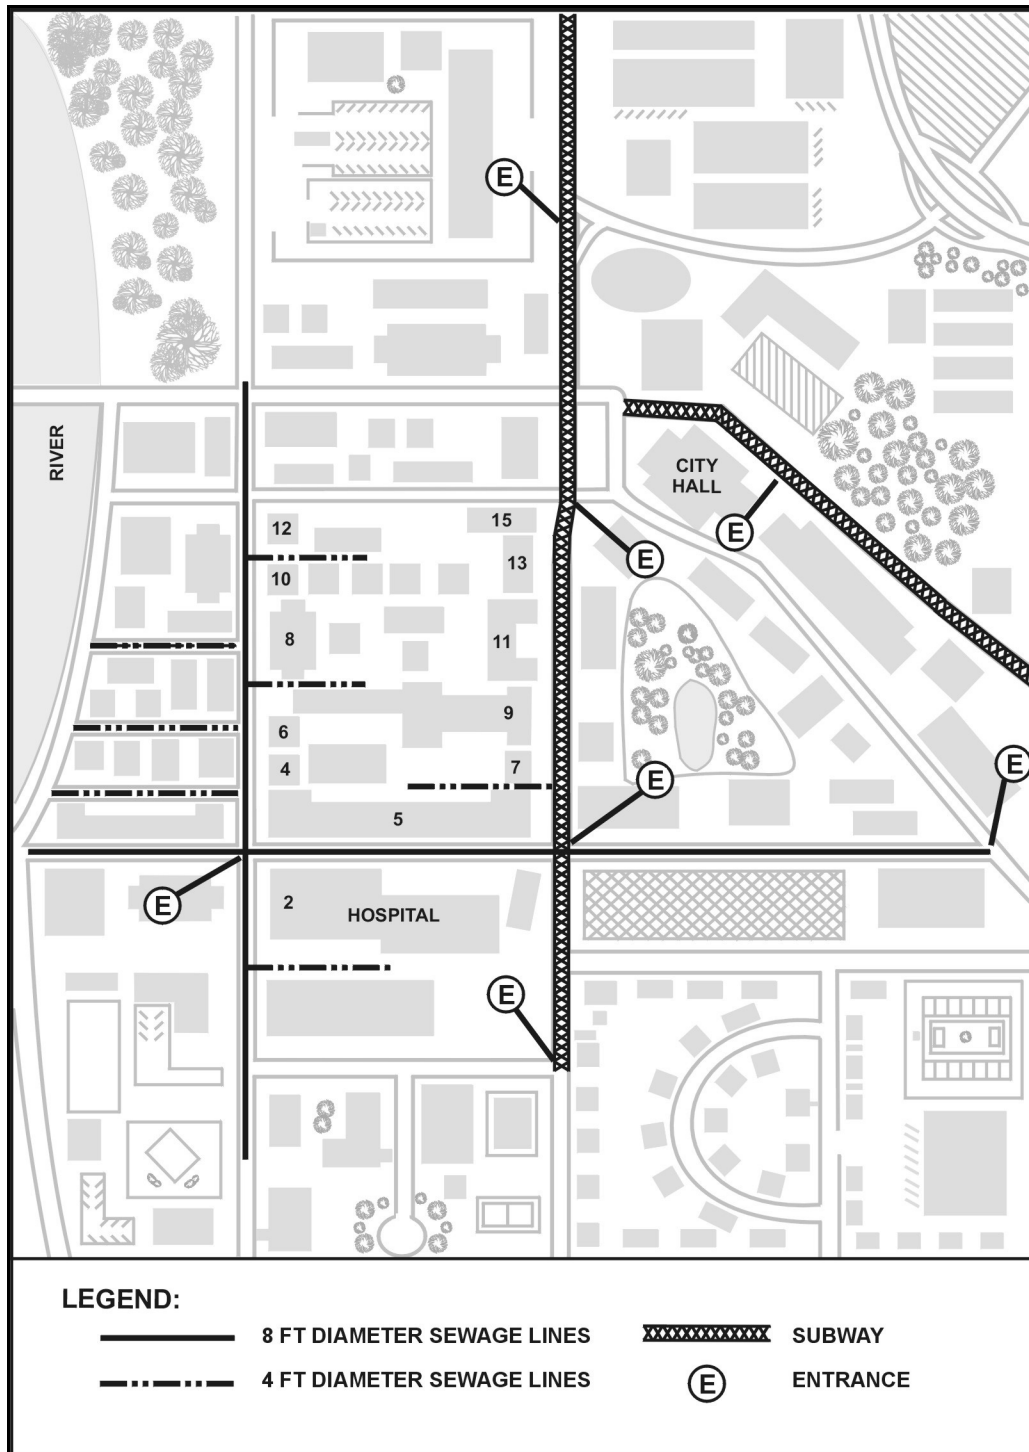 E
RIVER
CITY
HALL
12
15
E
E
10
13
8
11
9
6
4
7
E
E
5
E
2
HOSPITAL
E
LEGEND:
8 FT DIAMETER SEWAGE LINES
SUBWAY
4 FT DIAMETER SEWAGE LINES
E
ENTRANCE